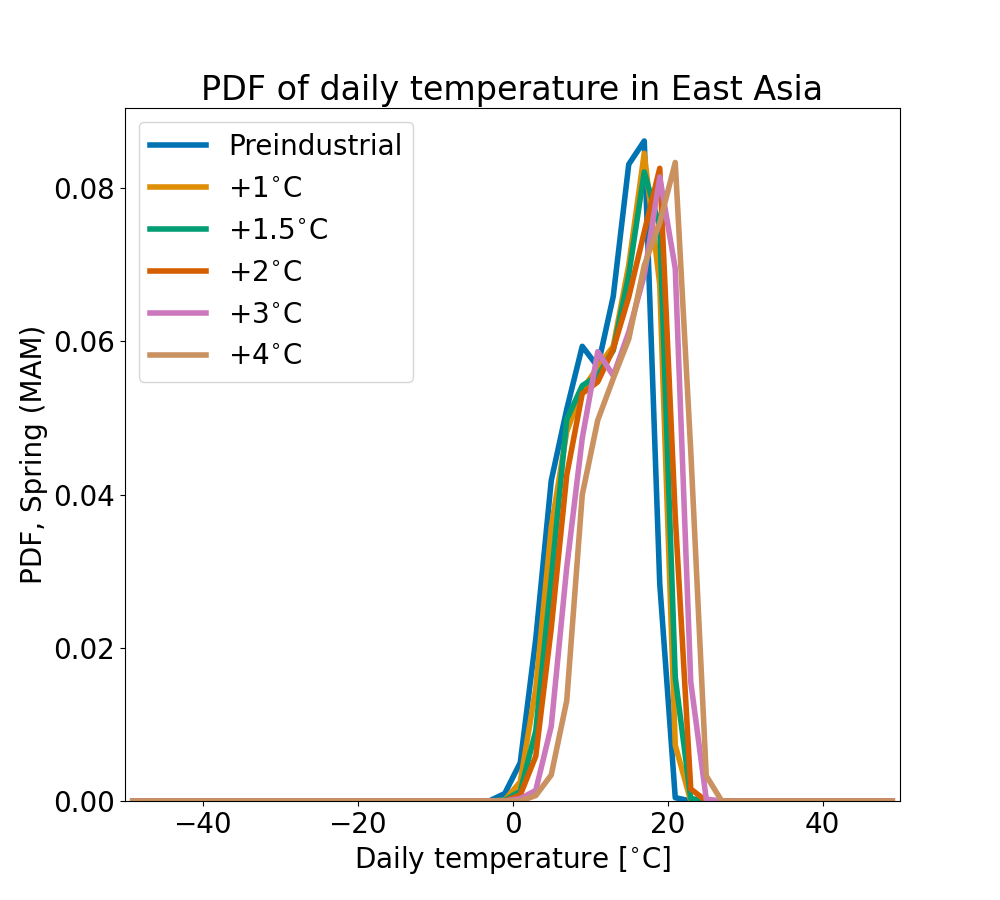 PDF of daily temperature in East Asia
Preindustrial
+1°C
+1.5°C
+2°C
+3°C
+4°C
PDF, Spring (MAM)
0.08
0.06
0.04
0.02
0.00
−40 −20 0 20 40
Daily temperature [°C]